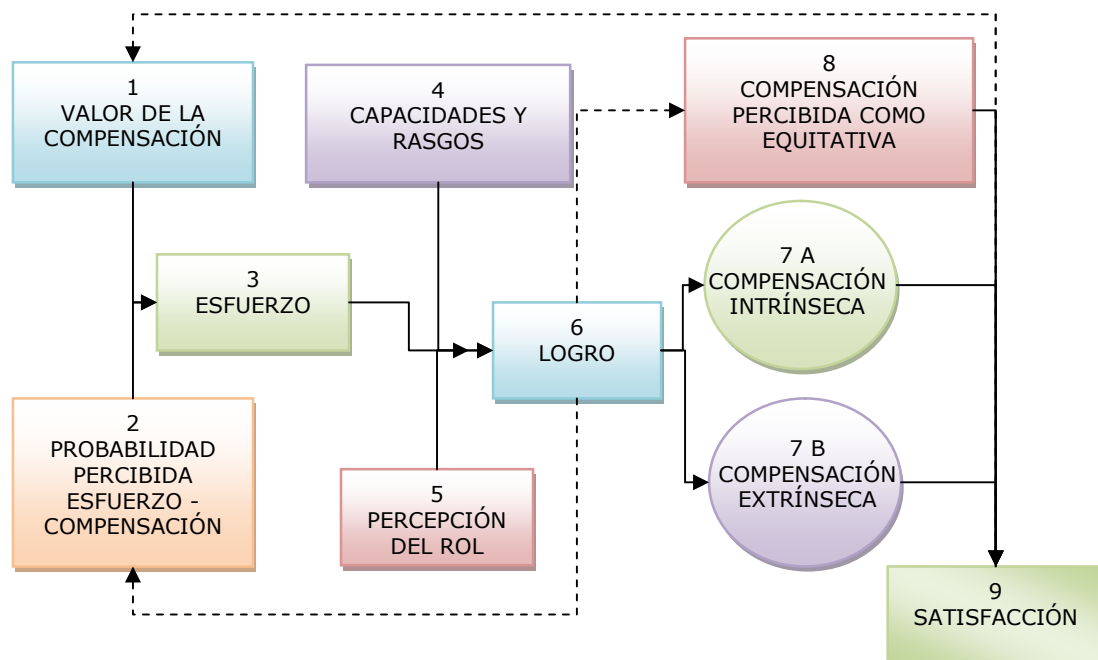 1
VALOR DE LA
COMPENSACIÓN
2
PROBABILIDAD
PERCIBIDA
ESFUERZO -
COMPENSACIÓN
3
ESFUERZO
4
CAPACIDADES Y
RASGOS
5
PERCEPCIÓN
DEL ROL
6
LOGRO
7 A
COMPENSACIÓN
INTRÍNSECA
7 B
COMPENSACIÓN
EXTRÍNSECA
8
COMPENSACIÓN
PERCIBIDA COMO
EQUITATIVA
9
SATISFACCIÓN